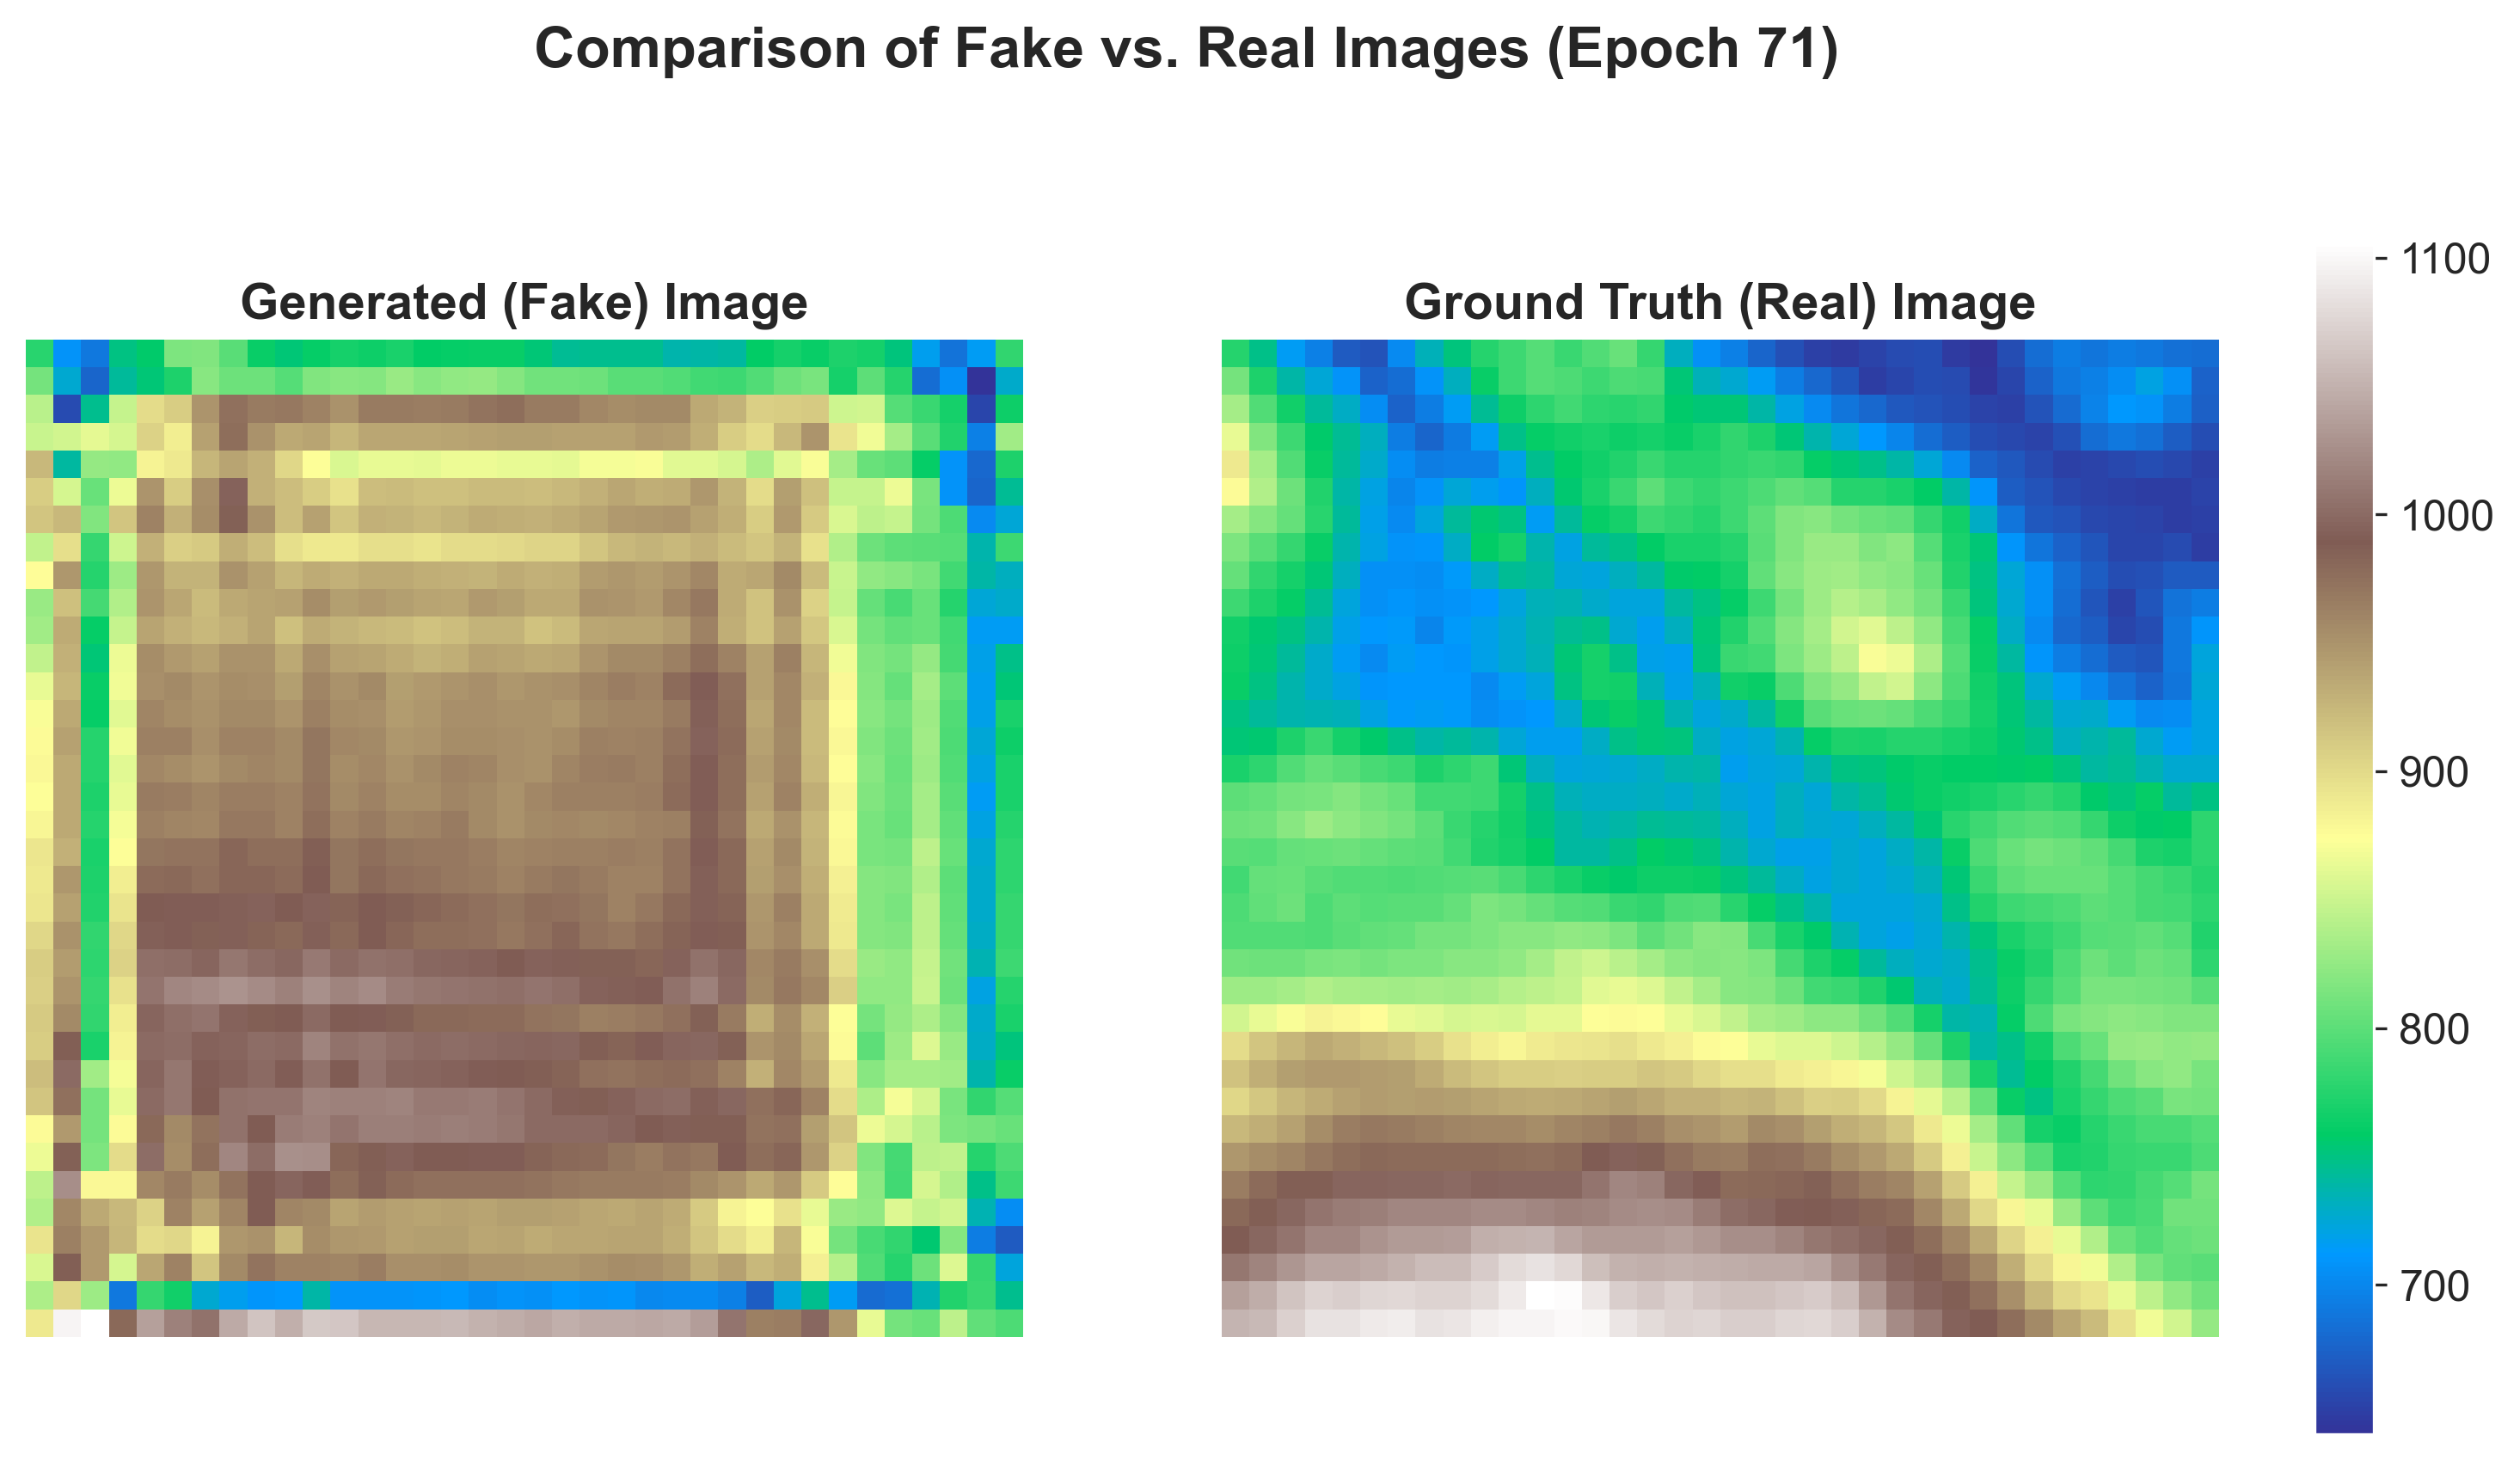 Comparison of Fake vs. Real Images (Epoch 71)
Generated (Fake) Image
Ground Truth (Real) Image
1100
1000
900
800
700